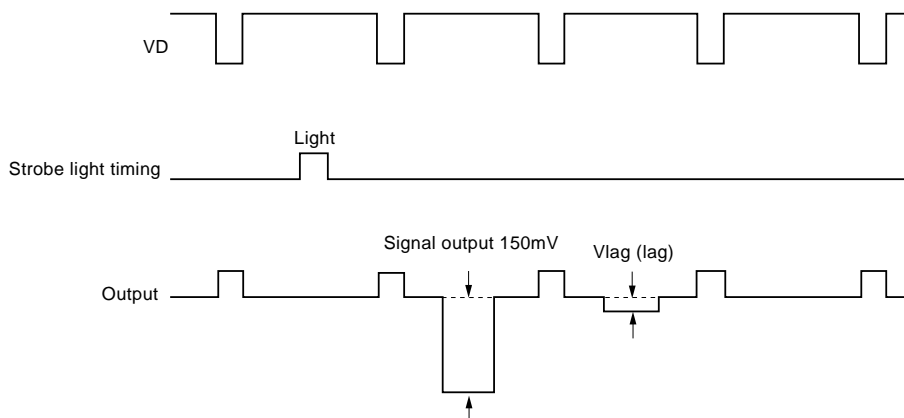 VD
Light
Strobe light timing
Signal output 150mV
Vlag (lag)
Output